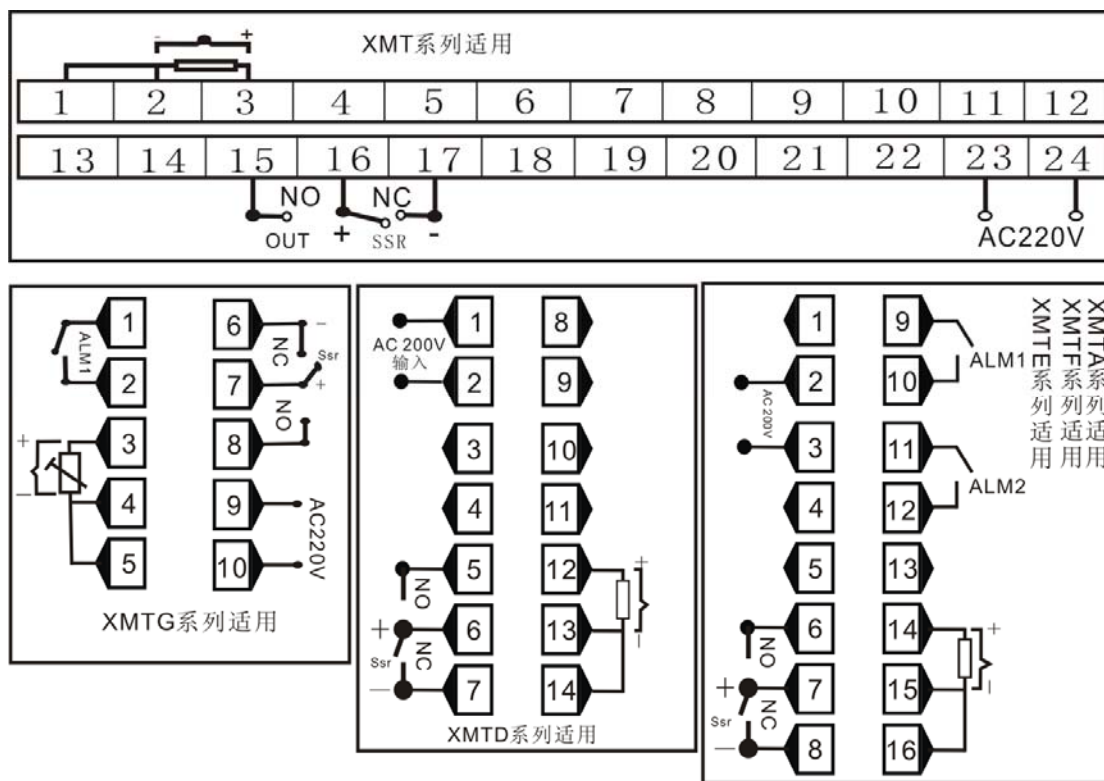 - +
XMT系列适用
1 2 3 4 5 6 7 8 9 10 11 12
13 14 15 16 17 18 19 20 21 22 23 24
NO NC
OUT + SSR -
AC220V
1 6 -
ALM1
NC
Ssr
2 7 +
NO
+ 3 8
- 4 9
AC220V
5 10
XMTG系列适用
1 8
AC 200V
输入
2 9
3 10
4 11
5 12 +
NO
+ 6 13 -
Ssr
NC
- 7 14
XMTD系列适用
1 9
ALM1
2 10
AC 200V
3 11
ALM2
4 12
5 13
6 14 +
NO
+ 7 15 -
Ssr
NC
- 8 16
XMTA系列适用
XMTF系列适用
XMTE系列适用